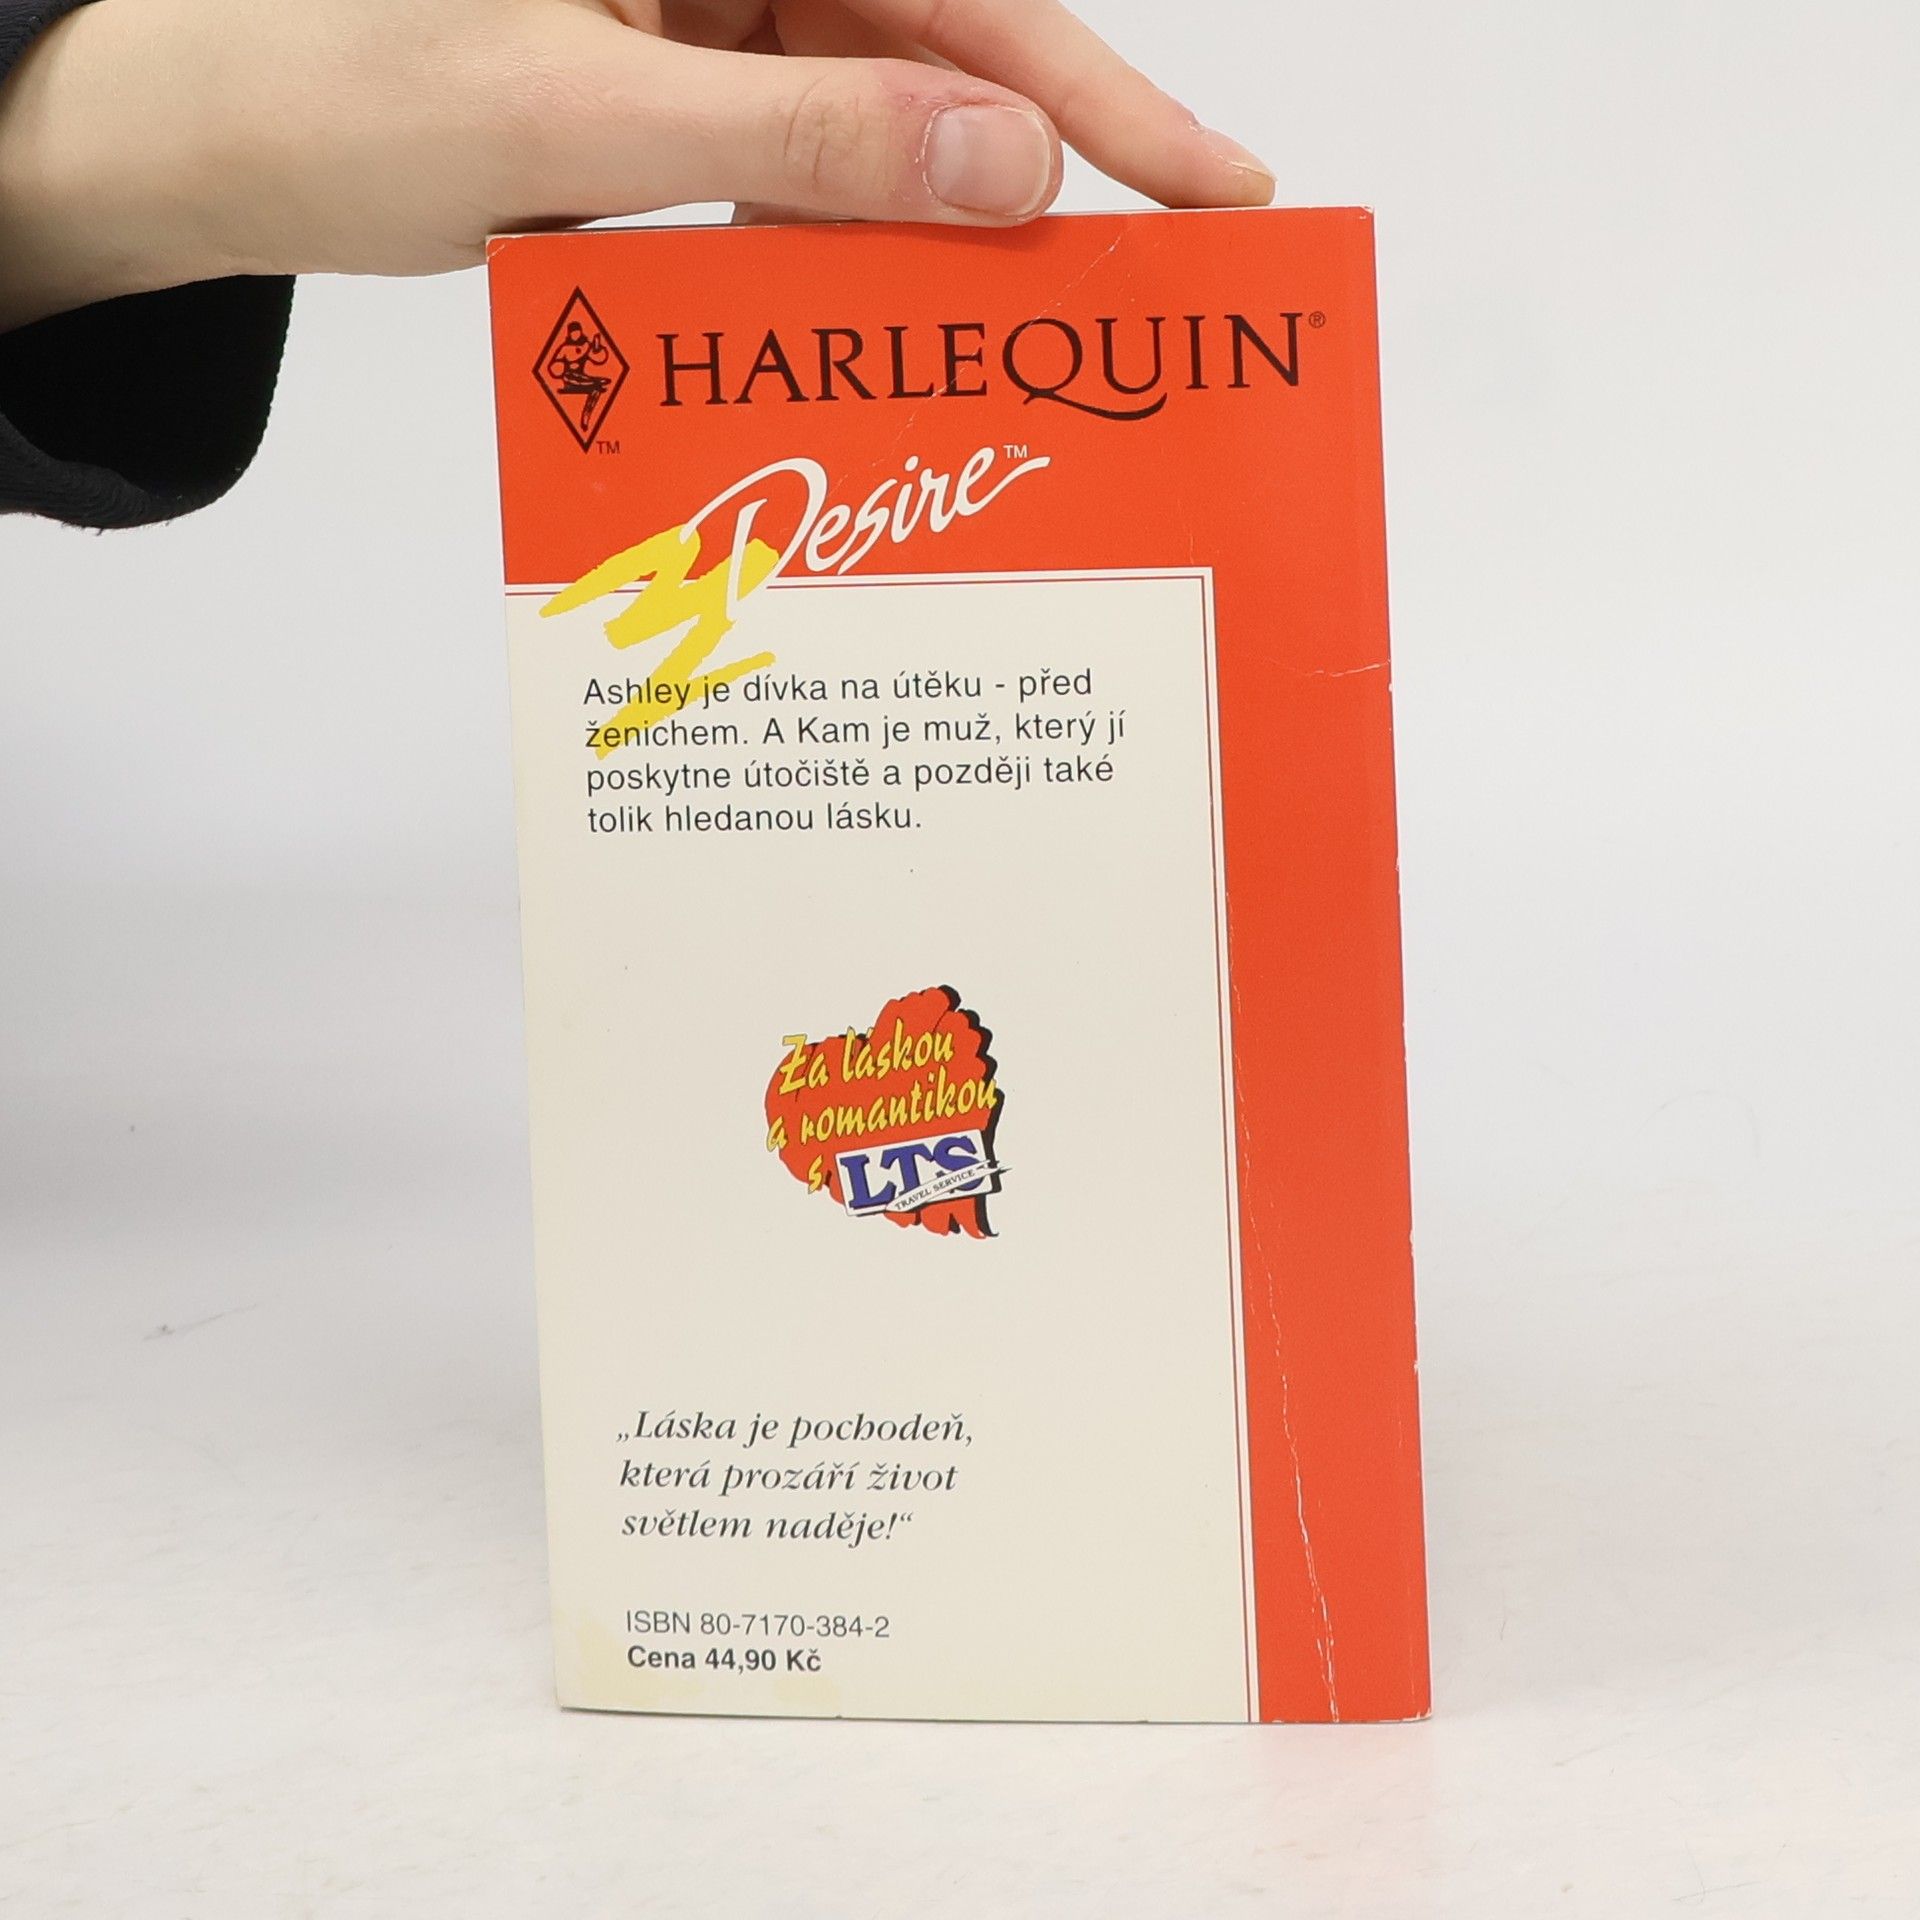 HARLEQUIN®
TM
Desire™
Ashley je dívka na útěku - před
ženichem. A Kam je muž, který jí
poskytne útočiště a později také
tolik hledanou lásku.
Za láskou
a romantikou
s LTS
TRAVEL SERVICE
„Láska je pochodeň,
která prozáří život
světlem naděje!“
ISBN 80-7170-384-2
Cena 44,90 Kč